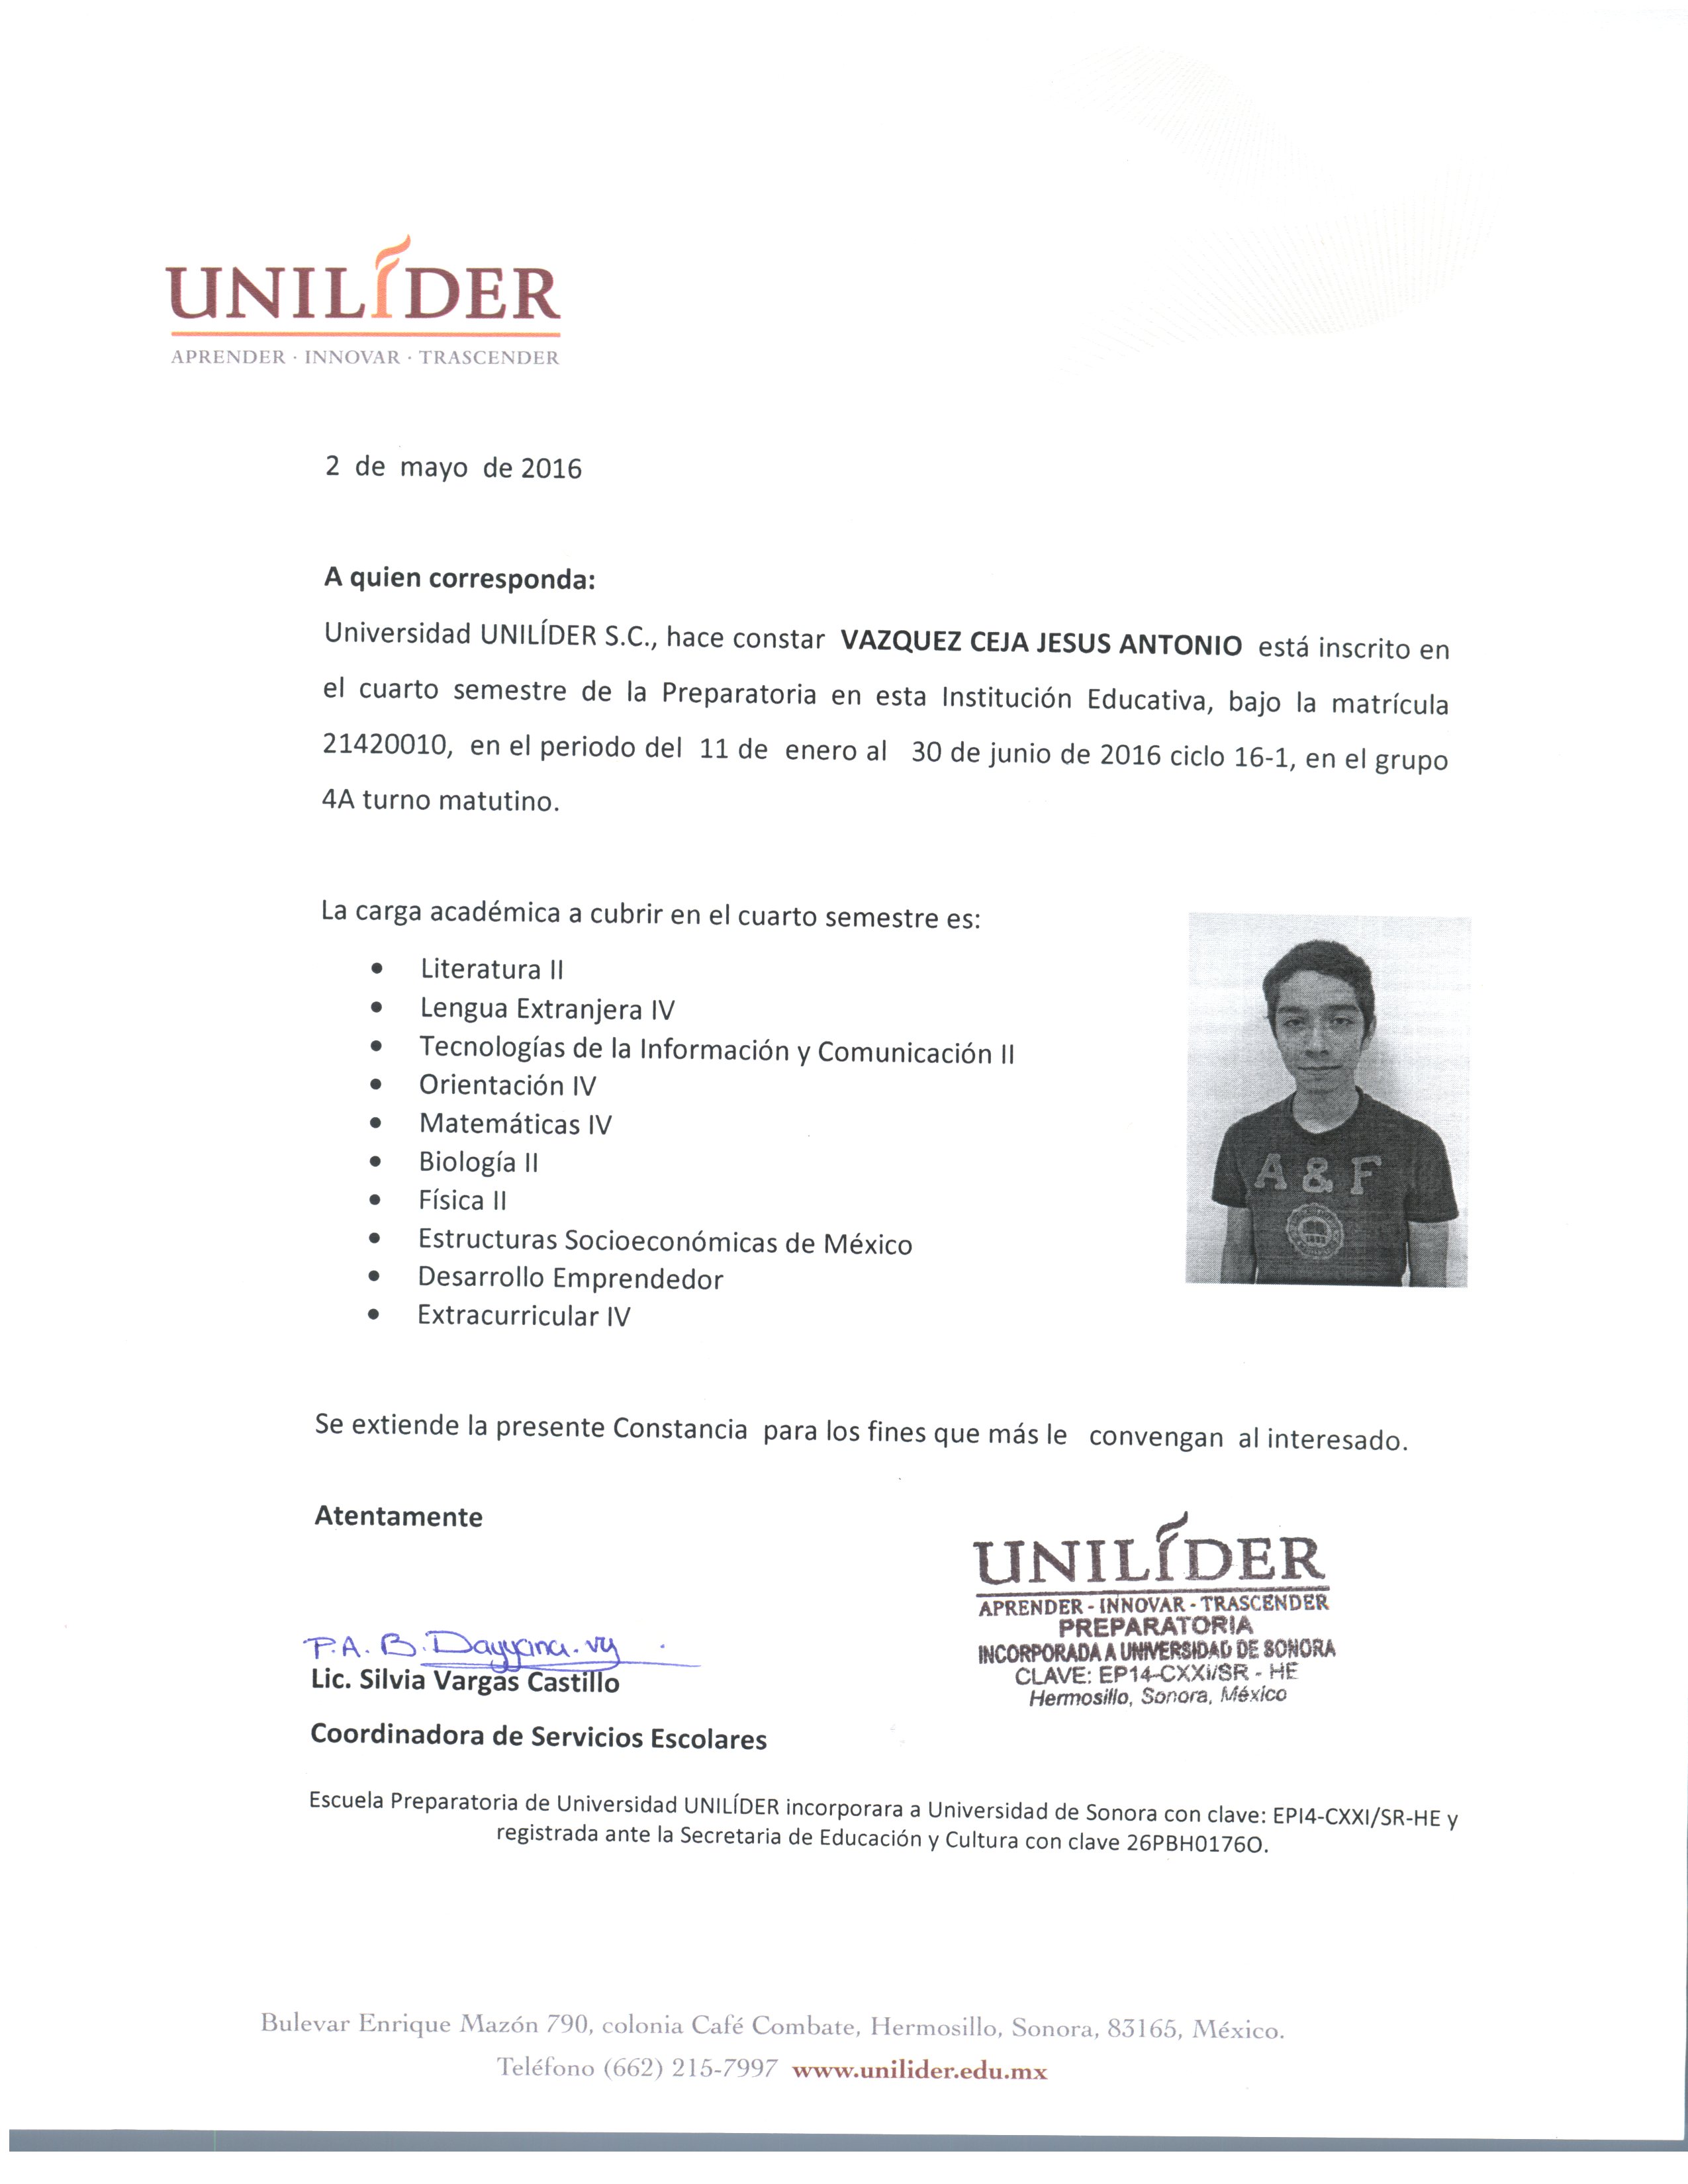 UNILÍDER
APRENDER · INNOVAR · TRASCENDER
2 de mayo de 2016
A quien corresponda:
Universidad UNILÍDER S.C., hace constar VAZQUEZ CEJA JESUS ANTONIO está inscrito en
el cuarto semestre de la Preparatoria en esta Institución Educativa, bajo la matrícula
21420010, en el periodo del 11 de enero al 30 de junio de 2016 ciclo 16-1, en el grupo
4A turno matutino.
La carga académica a cubrir en el cuarto semestre es:
• Literatura II
• Lengua Extranjera IV
• Tecnologías de la Información y Comunicación II
• Orientación IV
• Matemáticas IV
• Biología II
• Física II
• Estructuras Socioeconómicas de México
• Desarrollo Emprendedor
• Extracurricular IV
A & F
Se extiende la presente Constancia para los fines que más le convengan al interesado.
Atentamente
P.A. B. Dayyana. vy
Lic. Silvia Vargas Castillo
Coordinadora de Servicios Escolares
UNILÍDER
APRENDER - INNOVAR - TRASCENDER
PREPARATORIA
INCORPORADA A UNIVERSIDAD DE SONORA
CLAVE: EP14-CXXI/SR - HE
Hermosillo, Sonora, México
Escuela Preparatoria de Universidad UNILÍDER incorporara a Universidad de Sonora con clave: EPI4-CXXI/SR-HE y
registrada ante la Secretaria de Educación y Cultura con clave 26PBH0176O.
Bulevar Enrique Mazón 790, colonia Café Combate, Hermosillo, Sonora, 83165, México.
Teléfono (662) 215-7997 www.unilider.edu.mx